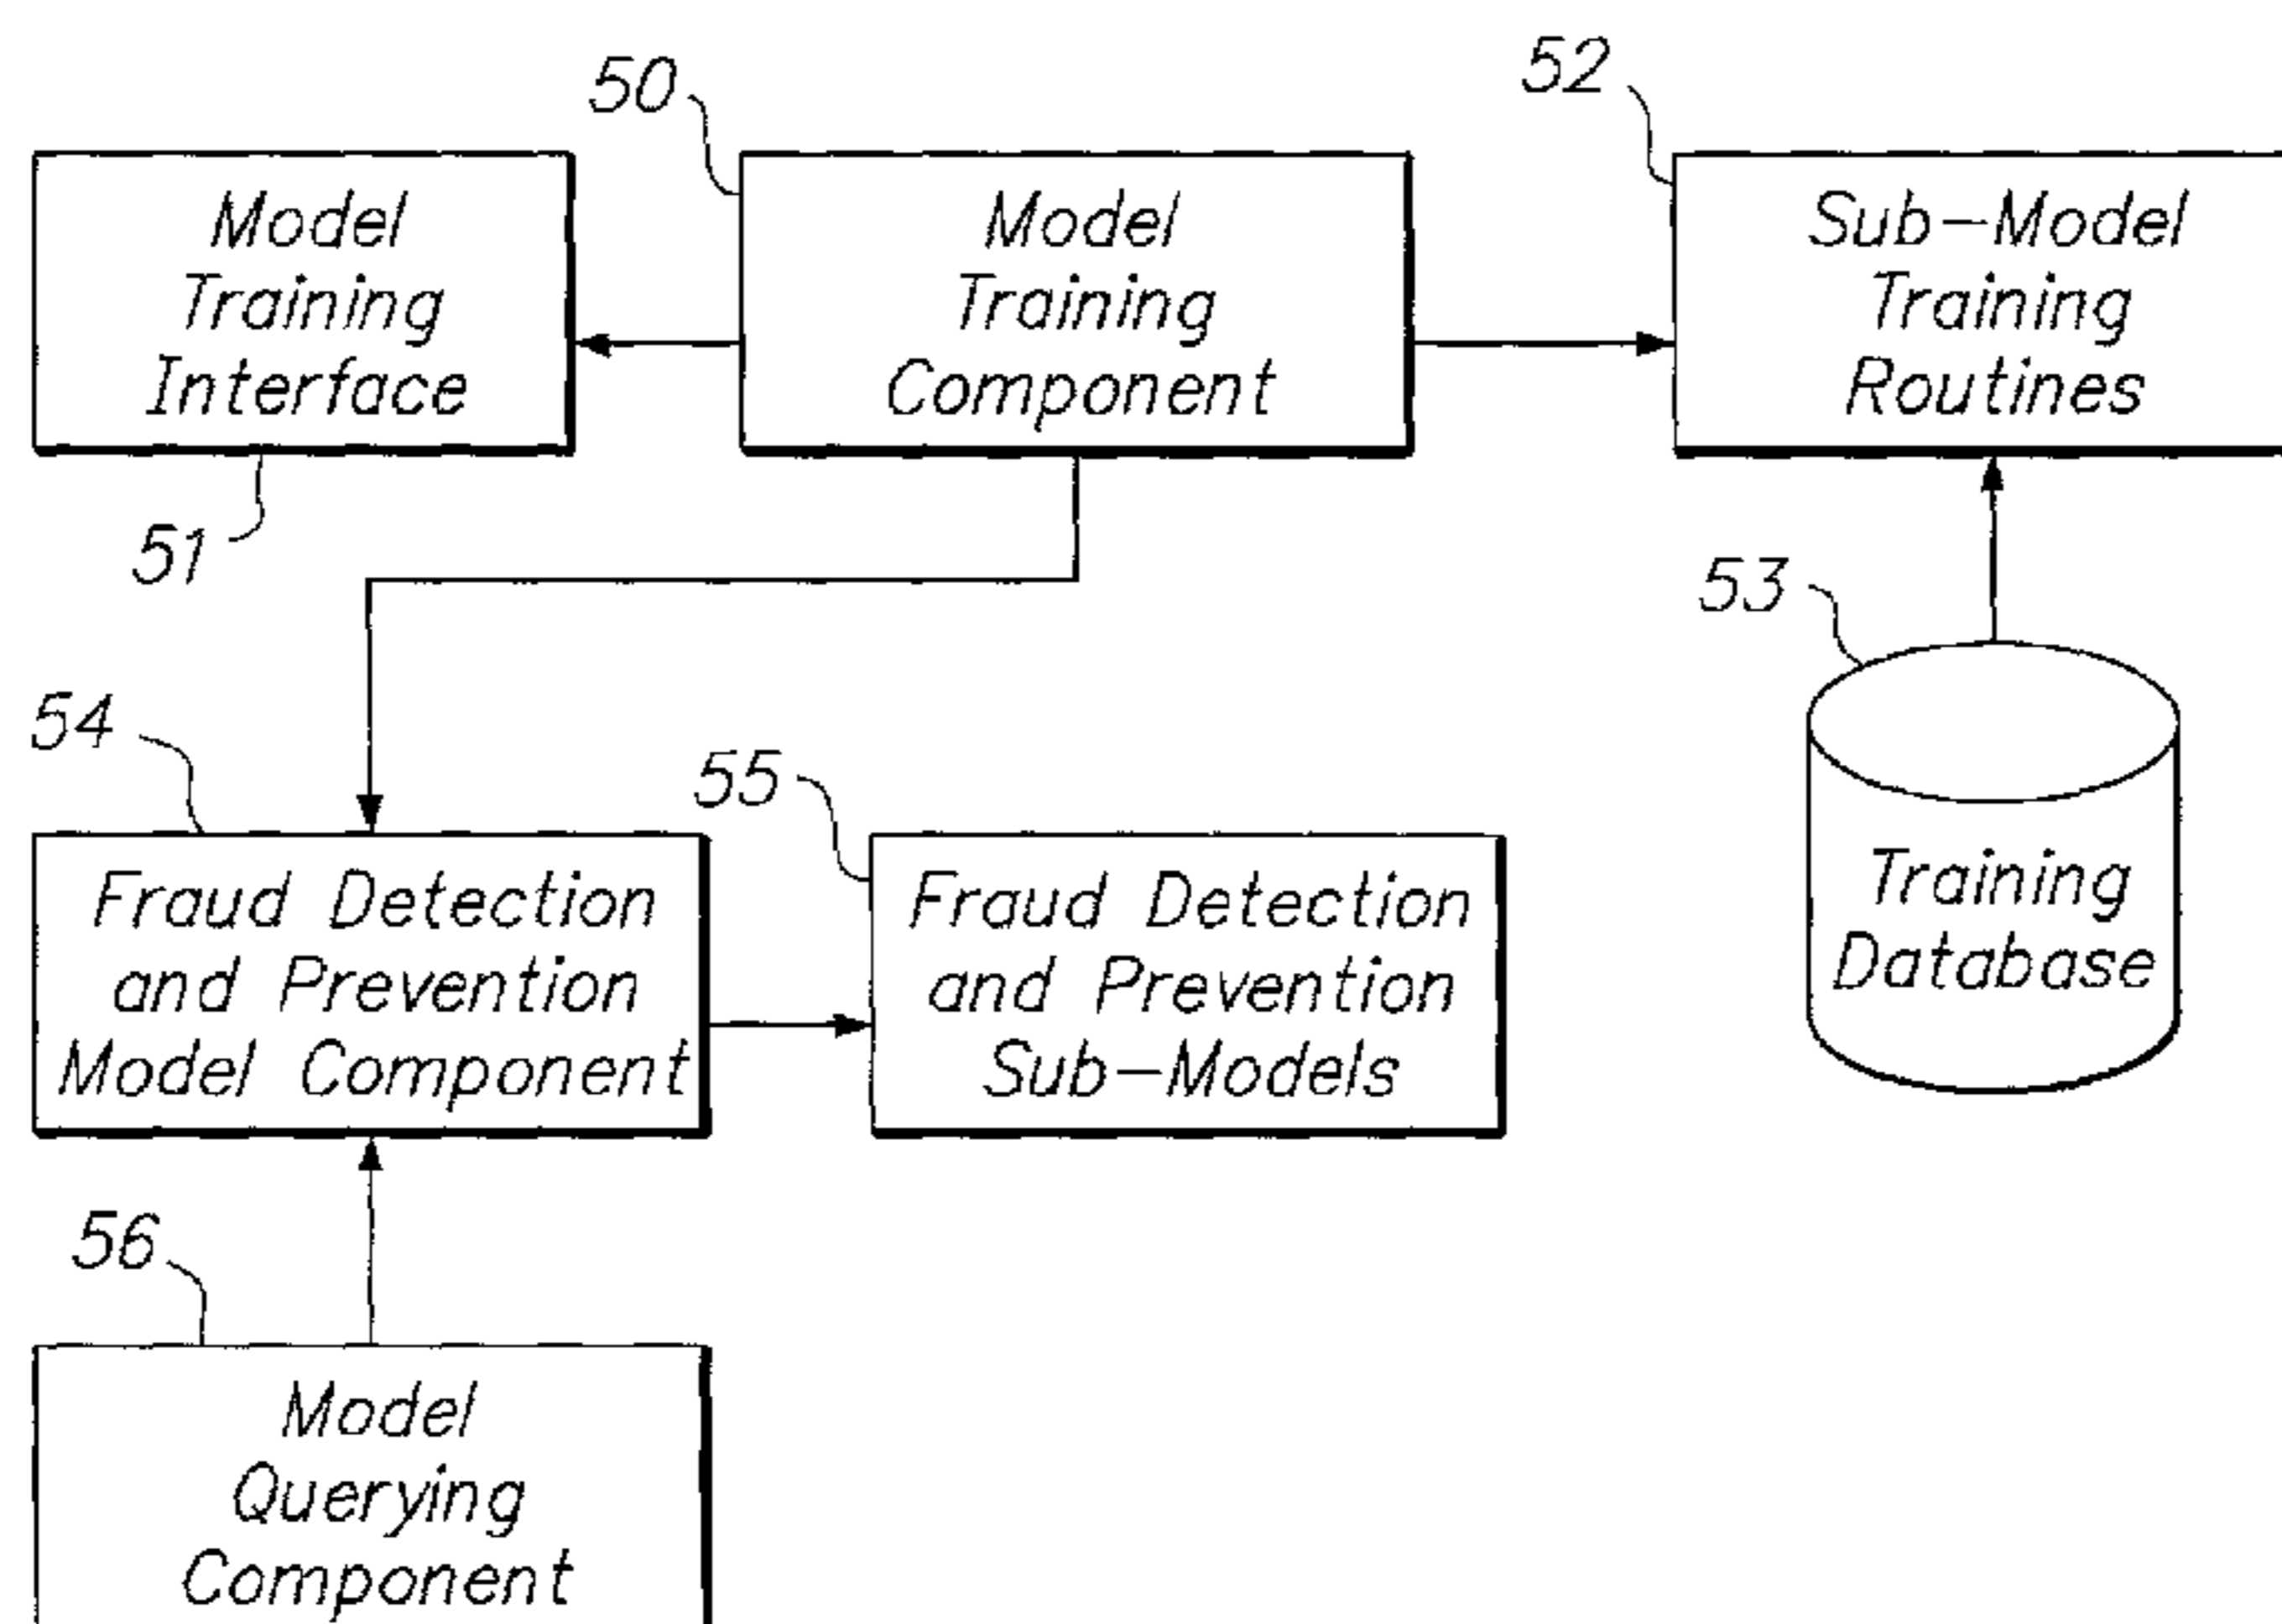 50
52
Model
Training
Interface
Model
Training
Component
Sub-Model
Training
Routines
51
53
54
55
Fraud Detection
and Prevention
Model Component
Fraud Detection
and Prevention
Sub-Models
Training
Database
56
Model
Querying
Component